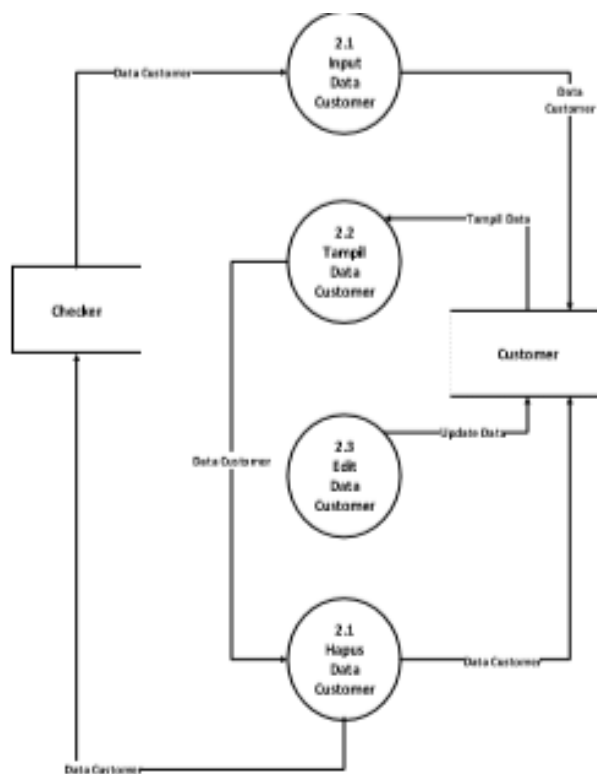 2.1
Input
Data
Customer
Data Customer
Data
Customer
2.2
Tampil
Data
Customer
Tampil Data
Checker
Customer
2.3
Edit
Data
Customer
Update Data
Data Customer
2.1
Hapus
Data
Customer
Data Customer
Data Customer